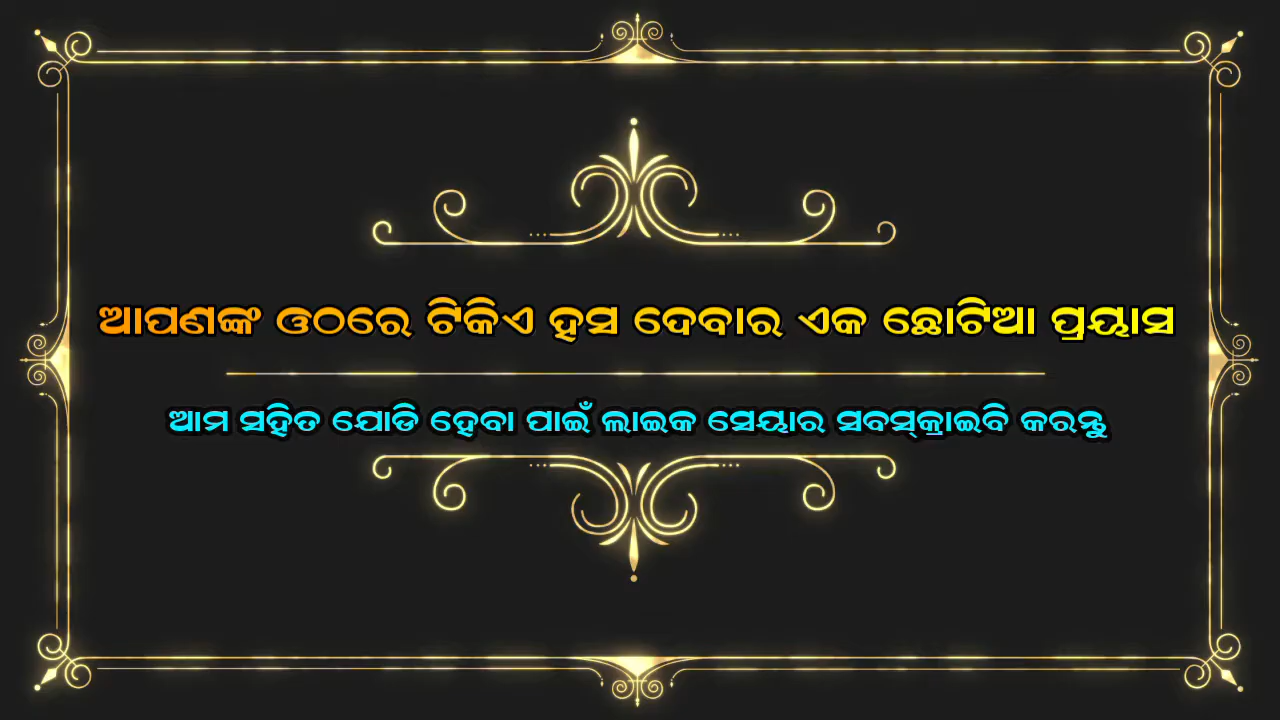 ଆପଣଙ୍କ ଓଠରେ ଟିକିଏ ହସ ଦେବାର ଏକ ଛୋଟିଆ ପ୍ରୟାସ
ଆମ ସହିତ ଯୋଡି ହେବା ପାଇଁ ଲାଇକ ସେୟାର ସବସ୍‌କ୍ରାଇବି କରନ୍ତୁ